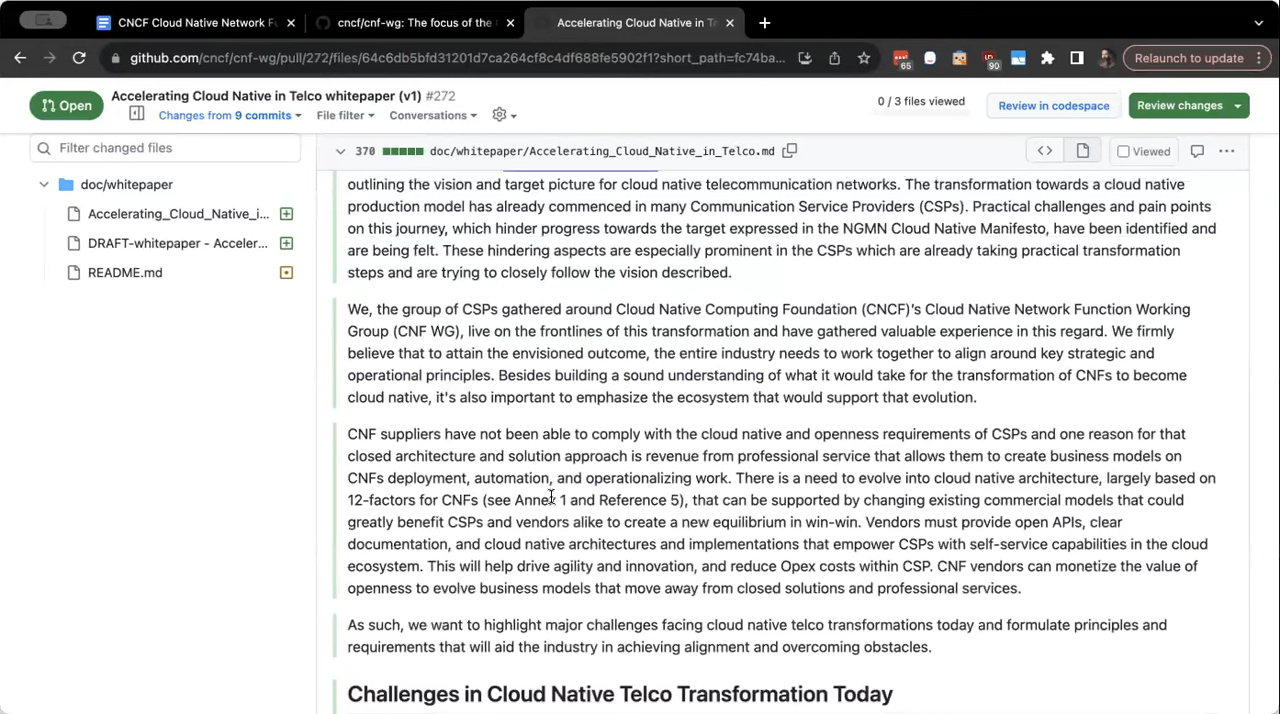 CNCF Cloud Native Network F
cncf/cnf-wg: The focus of the
Accelerating Cloud Native in T
github.com/cncf/cnf-wg/pull/272/files/64c6db5bfd31201d7ca264cf8c4df688fe5902f1?short_path=fc74ba...
65
90
Relaunch to update
Open
Accelerating Cloud Native in Telco whitepaper (v1) #272
Changes from 9 commits
File filter
Conversations
0 / 3 files viewed
Review in codespace
Review changes
Filter changed files
370 doc/whitepaper/Accelerating_Cloud_Native_in_Telco.md
Viewed
doc/whitepaper
Accelerating_Cloud_Native_i...
DRAFT-whitepaper - Acceler...
README.md
outlining the vision and target picture for cloud native telecommunication networks. The transformation towards a cloud native
production model has already commenced in many Communication Service Providers (CSPs). Practical challenges and pain points
on this journey, which hinder progress towards the target expressed in the NGMN Cloud Native Manifesto, have been identified and
are being felt. These hindering aspects are especially prominent in the CSPs which are already taking practical transformation
steps and are trying to closely follow the vision described.
We, the group of CSPs gathered around Cloud Native Computing Foundation (CNCF)'s Cloud Native Network Function Working
Group (CNF WG), live on the frontlines of this transformation and have gathered valuable experience in this regard. We firmly
believe that to attain the envisioned outcome, the entire industry needs to work together to align around key strategic and
operational principles. Besides building a sound understanding of what it would take for the transformation of CNFs to become
cloud native, it's also important to emphasize the ecosystem that would support that evolution.
CNF suppliers have not been able to comply with the cloud native and openness requirements of CSPs and one reason for that
closed architecture and solution approach is revenue from professional service that allows them to create business models on
CNFs deployment, automation, and operationalizing work. There is a need to evolve into cloud native architecture, largely based on
12-factors for CNFs (see Annex 1 and Reference 5), that can be supported by changing existing commercial models that could
greatly benefit CSPs and vendors alike to create a new equilibrium in win-win. Vendors must provide open APIs, clear
documentation, and cloud native architectures and implementations that empower CSPs with self-service capabilities in the cloud
ecosystem. This will help drive agility and innovation, and reduce Opex costs within CSP. CNF vendors can monetize the value of
openness to evolve business models that move away from closed solutions and professional services.
As such, we want to highlight major challenges facing cloud native telco transformations today and formulate principles and
requirements that will aid the industry in achieving alignment and overcoming obstacles.
Challenges in Cloud Native Telco Transformation Today